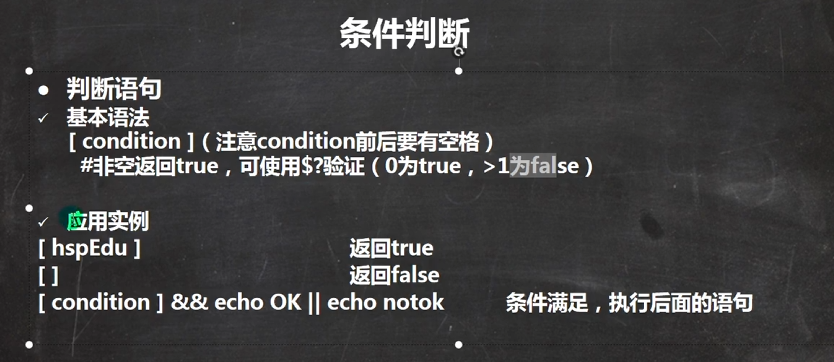 条件判断
● 判断语句
✓ 基本语法
[ condition ]（注意condition前后要有空格）
#非空返回true，可使用$?验证（0为true，>1为false）
✓ 应用实例
[ hspEdu ] 返回true
[ ] 返回false
[ condition ] && echo OK || echo notok 条件满足，执行后面的语句